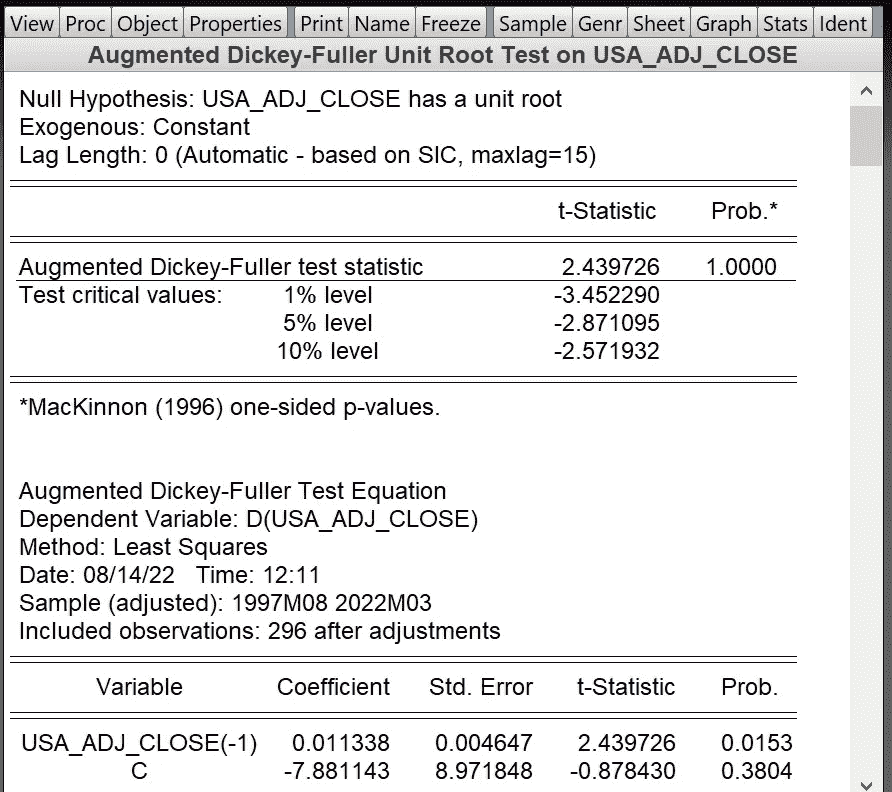 View Proc Object Properties Print Name Freeze Sample Genr Sheet Graph Stats Ident
Augmented Dickey-Fuller Unit Root Test on USA_ADJ_CLOSE
Null Hypothesis: USA_ADJ_CLOSE has a unit root
Exogenous: Constant
Lag Length: 0 (Automatic - based on SIC, maxlag=15)
t-Statistic Prob.*
Augmented Dickey-Fuller test statistic 2.439726 1.0000
Test critical values: 1% level -3.452290
5% level -2.871095
10% level -2.571932
*MacKinnon (1996) one-sided p-values.
Augmented Dickey-Fuller Test Equation
Dependent Variable: D(USA_ADJ_CLOSE)
Method: Least Squares
Date: 08/14/22 Time: 12:11
Sample (adjusted): 1997M08 2022M03
Included observations: 296 after adjustments
Variable Coefficient Std. Error t-Statistic Prob.
USA_ADJ_CLOSE(-1) 0.011338 0.004647 2.439726 0.0153
C -7.881143 8.971848 -0.878430 0.3804